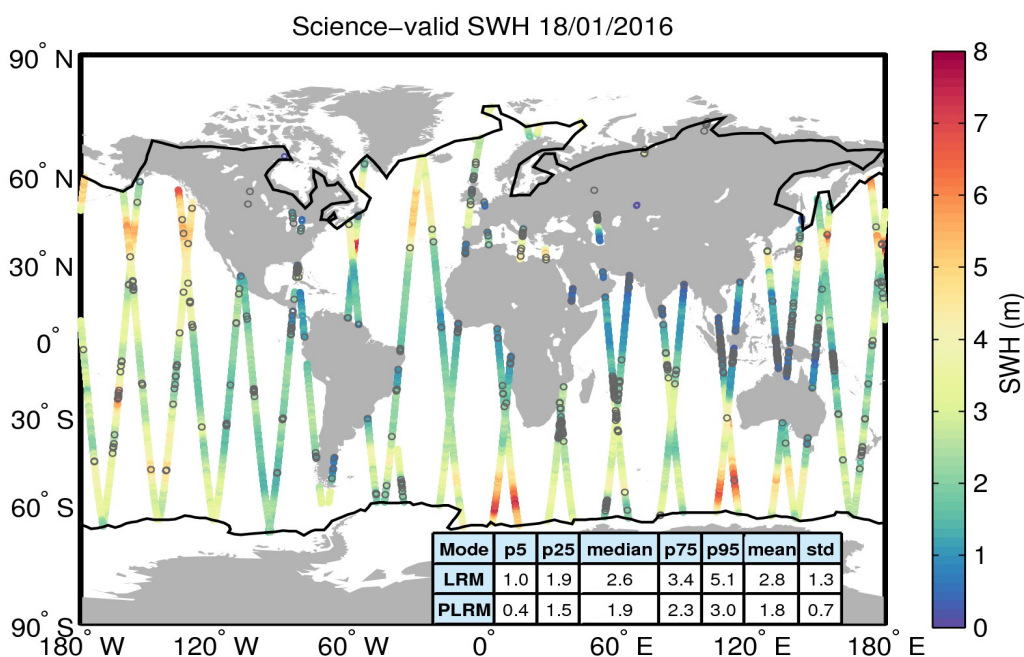 Science−valid SWH 18/01/2016
90° N
60° N
30° N
0°
30° S
60° S
90° S
180° W
120° W
60° W
0°
60° E
120° E
180° E
8
7
6
5
4
3
2
1
0
SWH (m)
Mode p5 p25 median p75 p95 mean std
LRM 1.0 1.9 2.6 3.4 5.1 2.8 1.3
PLRM 0.4 1.5 1.9 2.3 3.0 1.8 0.7